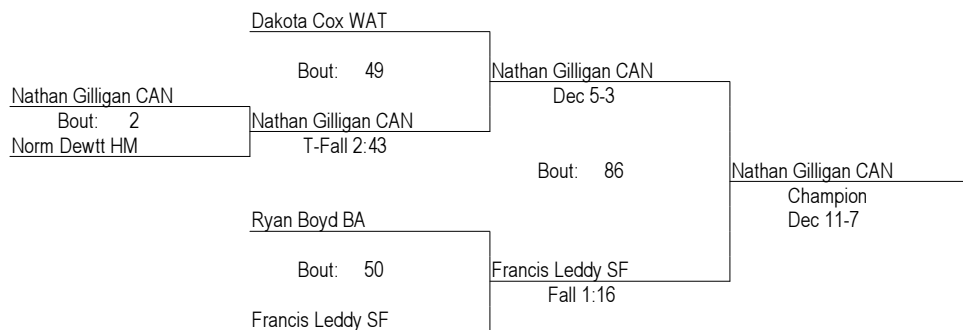 Dakota Cox WAT
Bout: 49
Nathan Gilligan CAN
Dec 5-3
Nathan Gilligan CAN
Bout: 2
Nathan Gilligan CAN
Norm Dewtt HM
T-Fall 2:43
Bout: 86
Nathan Gilligan CAN
Champion
Dec 11-7
Ryan Boyd BA
Bout: 50
Francis Leddy SF
Fall 1:16
Francis Leddy SF